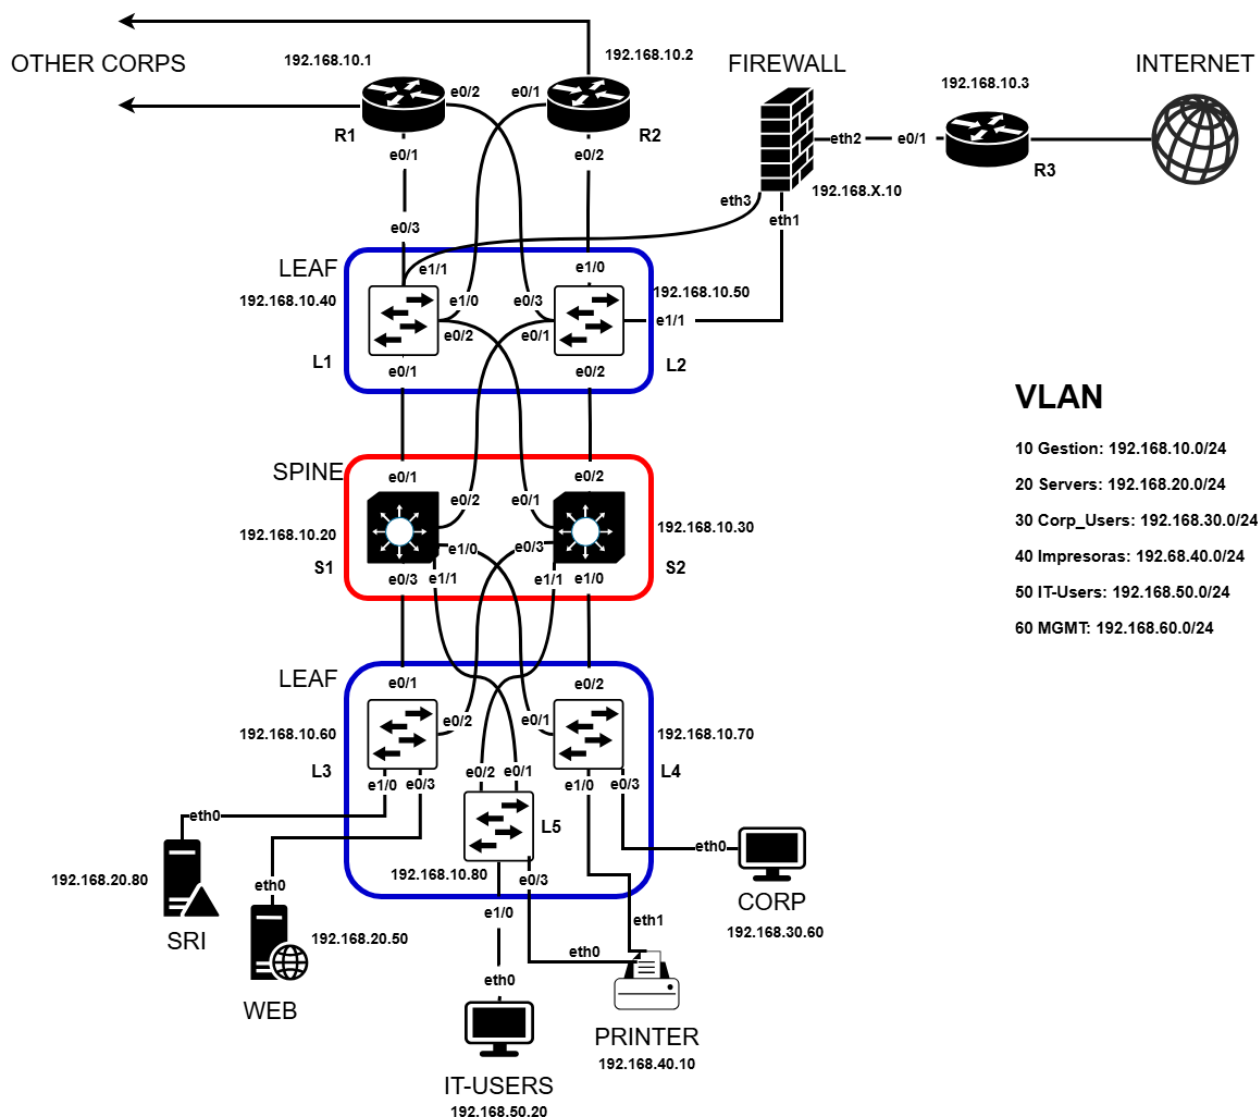 OTHER CORPS
192.168.10.1
192.168.10.2
FIREWALL
192.168.10.3
INTERNET
e0/2
e0/1
R1
R2
eth2
e0/1
R3
e0/1
e0/2
192.168.X.10
eth3
eth1
e0/3
LEAF
e1/1
e1/0
192.168.10.40
192.168.10.50
e1/0
e0/3
e0/2
e0/1
e1/1
L1
L2
e0/1
e0/2
VLAN
10 Gestion: 192.168.10.0/24
20 Servers: 192.168.20.0/24
30 Corp_Users: 192.168.30.0/24
40 Impresoras: 192.68.40.0/24
50 IT-Users: 192.168.50.0/24
60 MGMT: 192.168.60.0/24
SPINE
e0/1
e0/2
e0/2
e0/1
192.168.10.20
192.168.10.30
e1/0
e0/3
S1
S2
e0/3
e1/1
e1/1
e1/0
LEAF
e0/1
e0/2
e0/2
e0/1
192.168.10.60
192.168.10.70
L3
L4
e1/0
e0/3
e0/2
e0/1
e1/0
e0/3
eth0
L5
eth0
192.168.20.80
192.168.10.80
e0/3
eth0
CORP
192.168.30.60
SRI
192.168.20.50
e1/0
eth1
eth0
eth0
WEB
PRINTER
192.168.40.10
IT-USERS
192.168.50.20